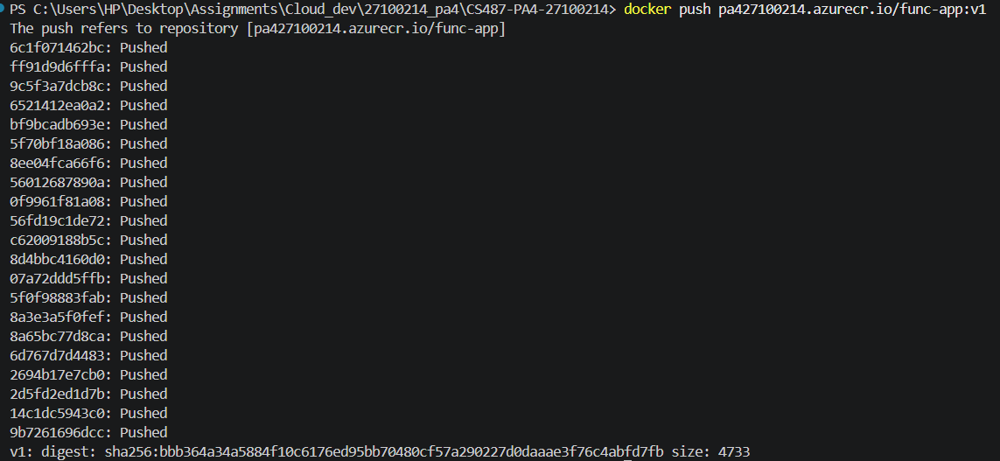 PS C:\Users\HP\Desktop\Assignments\Cloud_dev\27100214_pa4\CS487-PA4-27100214> docker push pa427100214.azurecr.io/func-app:v1
The push refers to repository [pa427100214.azurecr.io/func-app]
6c1f071462bc: Pushed
ff91d9d6fffa: Pushed
9c5f3a7dcb8c: Pushed
6521412ea0a2: Pushed
bf9bcadb693e: Pushed
5f70bf18a086: Pushed
8ee04fca66f6: Pushed
56012687890a: Pushed
0f9961f81a08: Pushed
56fd19c1de72: Pushed
c62009188b5c: Pushed
8d4bbc4160d0: Pushed
07a72ddd5ffb: Pushed
5f0f98883fab: Pushed
8a3e3a5f0fef: Pushed
8a65bc77d8ca: Pushed
6d767d7d4483: Pushed
2694b17e7cb0: Pushed
2d5fd2ed1d7b: Pushed
14c1dc5943c0: Pushed
9b7261696dcc: Pushed
v1: digest: sha256:bbb364a34a5884f10c6176ed95bb70480cf57a290227d0daaae3f76c4abfd7fb size: 4733